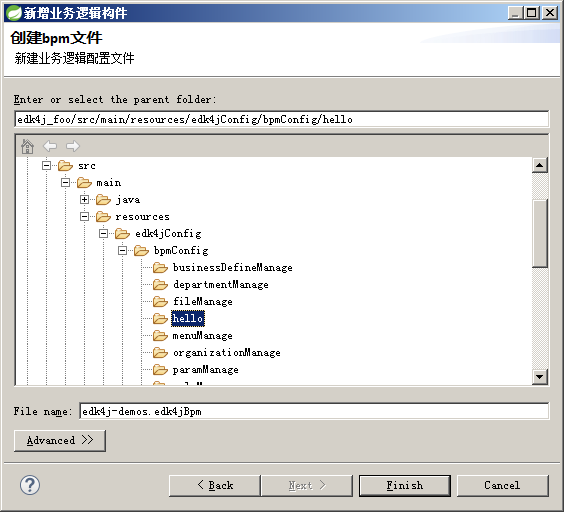 新增业务逻辑构件
创建bpm文件
新建业务逻辑配置文件
Enter or select the parent folder:
edk4j_foo/src/main/resources/edk4jConfig/bpmConfig/hello
src
main
java
resources
edk4jConfig
bpmConfig
businessDefineManage
departmentManage
fileManage
hello
menuManage
organizationManage
paramManage
File name: edk4j-demos.edk4jBpm
Advanced >>
< Back Next > Finish Cancel